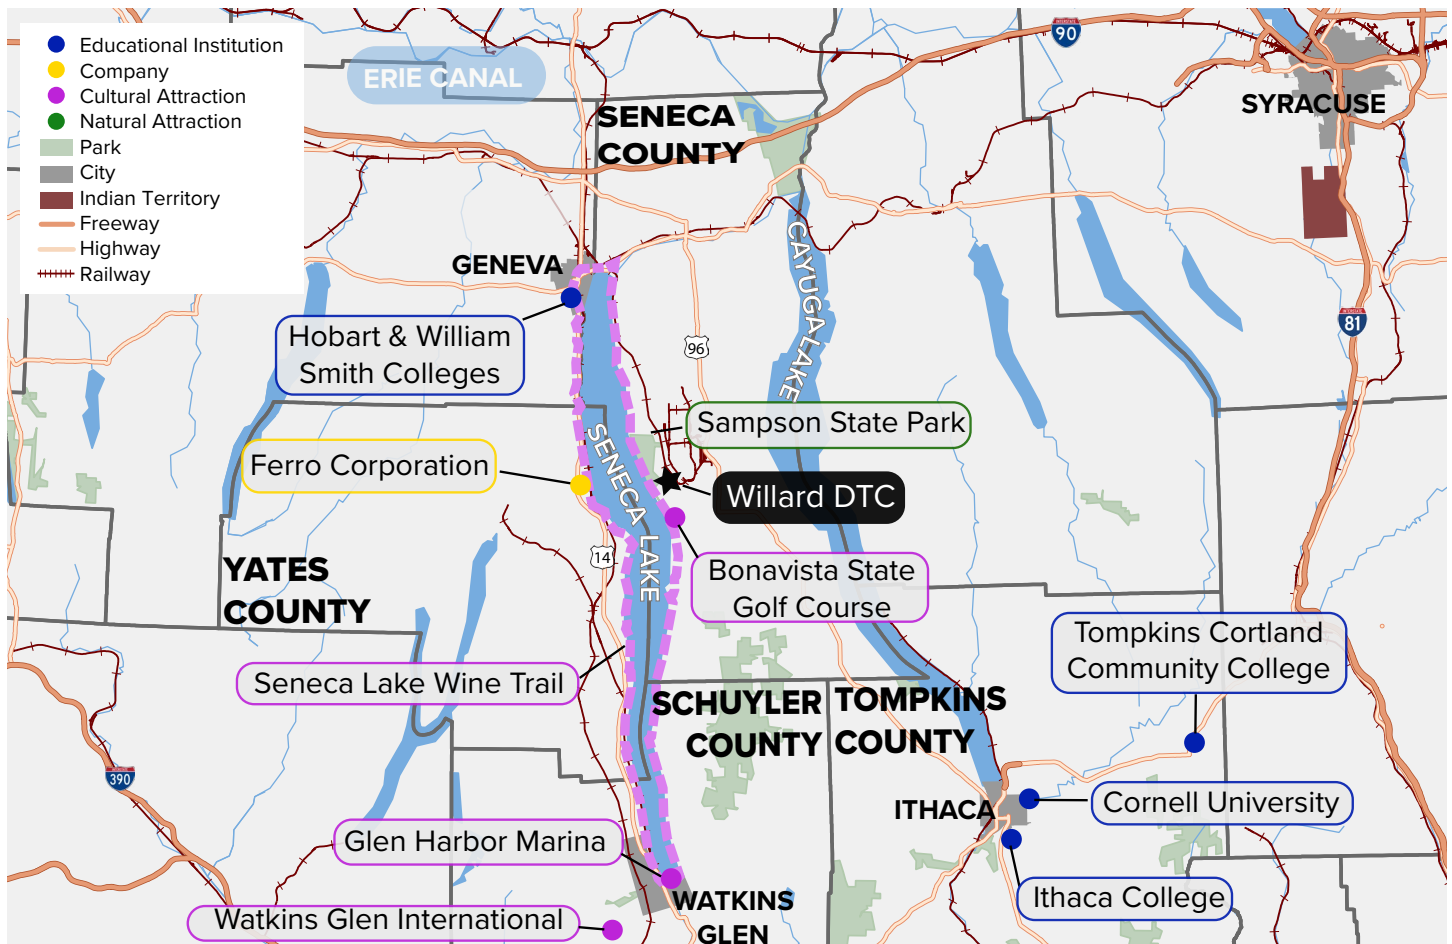 Educational Institution
Company
Cultural Attraction
Natural Attraction
Park
City
Indian Territory
Freeway
Highway
Railway
ERIE CANAL
90
SENECA
COUNTY
SYRACUSE
GENEVA
CAYUGA LAKE
81
Hobart & William
Smith Colleges
96
Sampson State Park
SENECA LAKE
Ferro Corporation
Willard DTC
14
Bonavista State
Golf Course
YATES
COUNTY
Tompkins Cortland
Community College
Seneca Lake Wine Trail
SCHUYLER
COUNTY
TOMPKINS
COUNTY
390
ITHACA
Cornell University
Glen Harbor Marina
Ithaca College
WATKINS
GLEN
Watkins Glen International